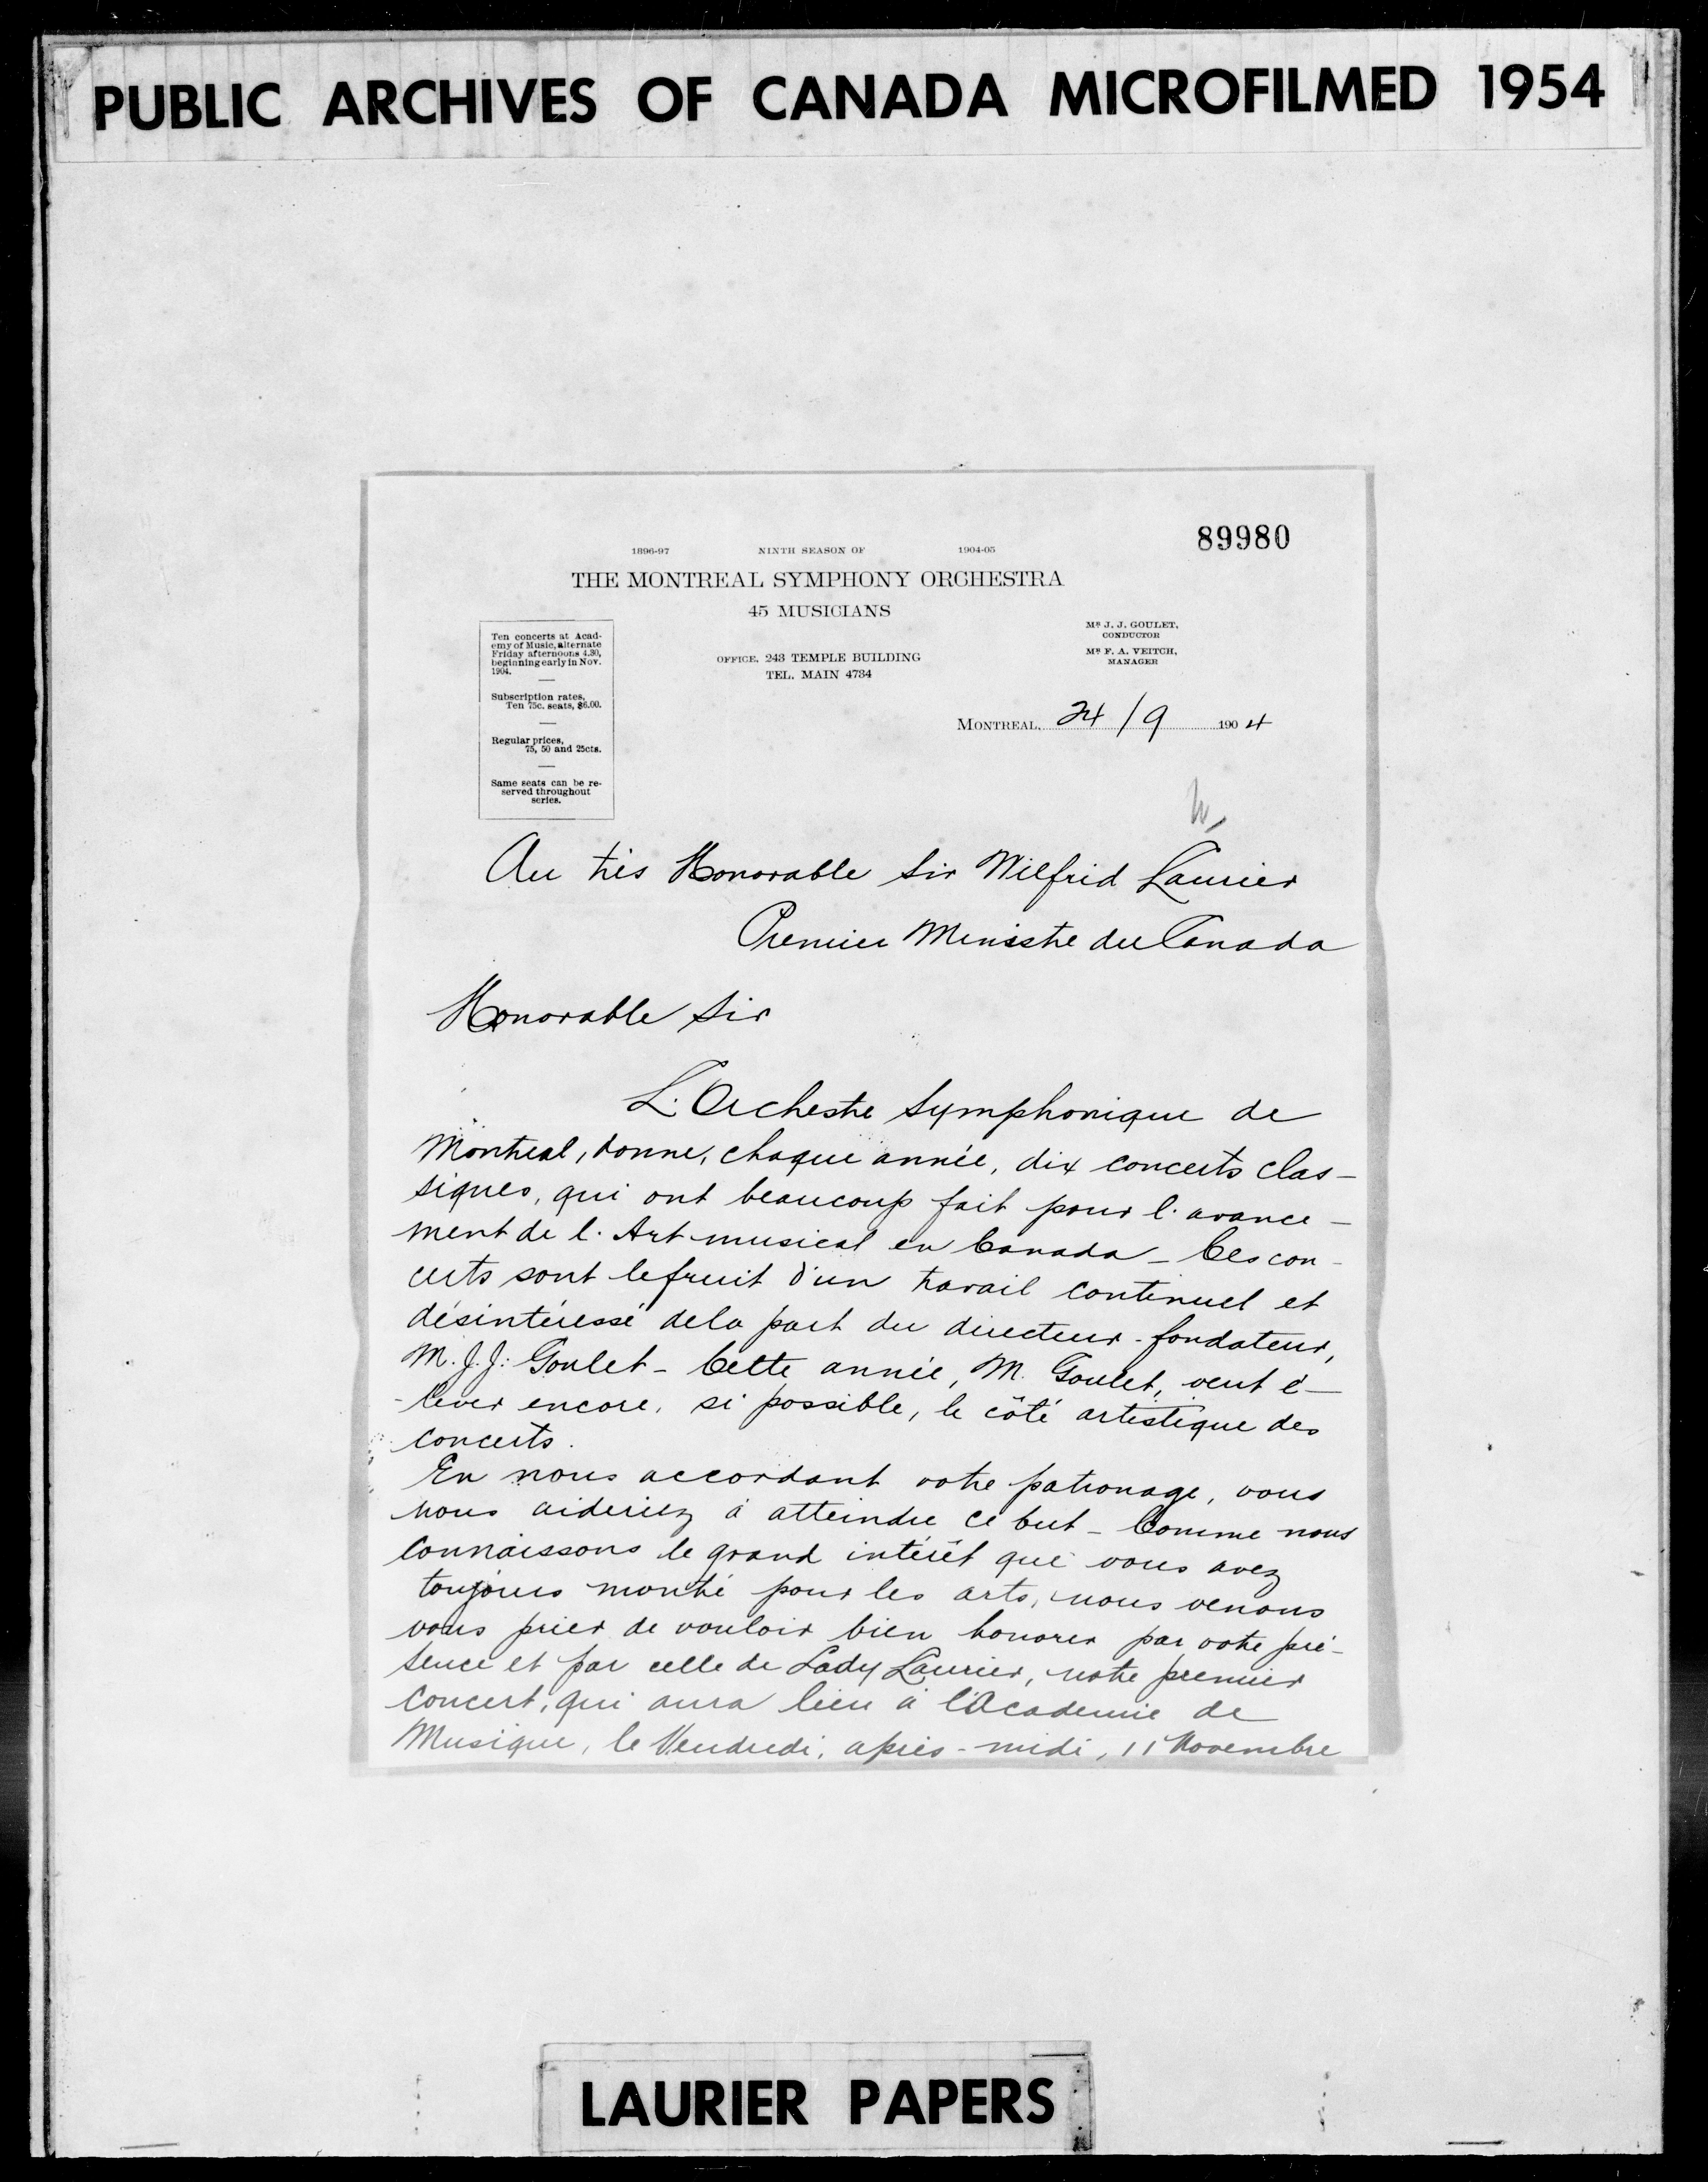 PUBLIC ARCHIVES OF CANADA MICROFILMED 1954
89980
1896-97 NINTH SEASON OF 1904-05
THE MONTREAL SYMPHONY ORCHESTRA
45 MUSICIANS
Ten concerts at Acad-
emy of Music, alternate
Friday afternoons 4.30,
beginning early in Nov.
1904.
Subscription rates,
Ten 75c. seats, $6.00.
Regular prices,
75, 50 and 25cts.
Same seats can be re-
served throughout
series.
OFFICE, 243 TEMPLE BUILDING
TEL. MAIN 4734
MR J. J. GOULET,
CONDUCTOR
MR F. A. VEITCH,
MANAGER
MONTREAL, 24/9 1904
Au très Honorable Sir Wilfrid Laurier
Premier Ministre du Canada
Honorable Sir
L'Orchestre Symphonique de
Montreal, donne, chaque année, dix concerts clas-
siques, qui ont beaucoup fait pour l'avance-
ment de l'Art musical en Canada - Ces con-
certs sont le fruit d'un travail continuel et
désintéressé de la part du directeur-fondateur,
M. J. J. Goulet - Cette année, M. Goulet, veut é-
-lever encore, si possible, le côté artistique des
concerts.
En nous accordant votre patronage, vous
nous aideriez à atteindre ce but - Comme nous
connaissons le grand intérêt que vous avez
toujours montré pour les arts, nous venons
vous prier de vouloir bien honorer par votre pré-
sence et par celle de Lady Laurier, notre premier
concert, qui aura lieu à l'Academie de
Musique, le Vendredi, après-midi, 11 Novembre
LAURIER PAPERS